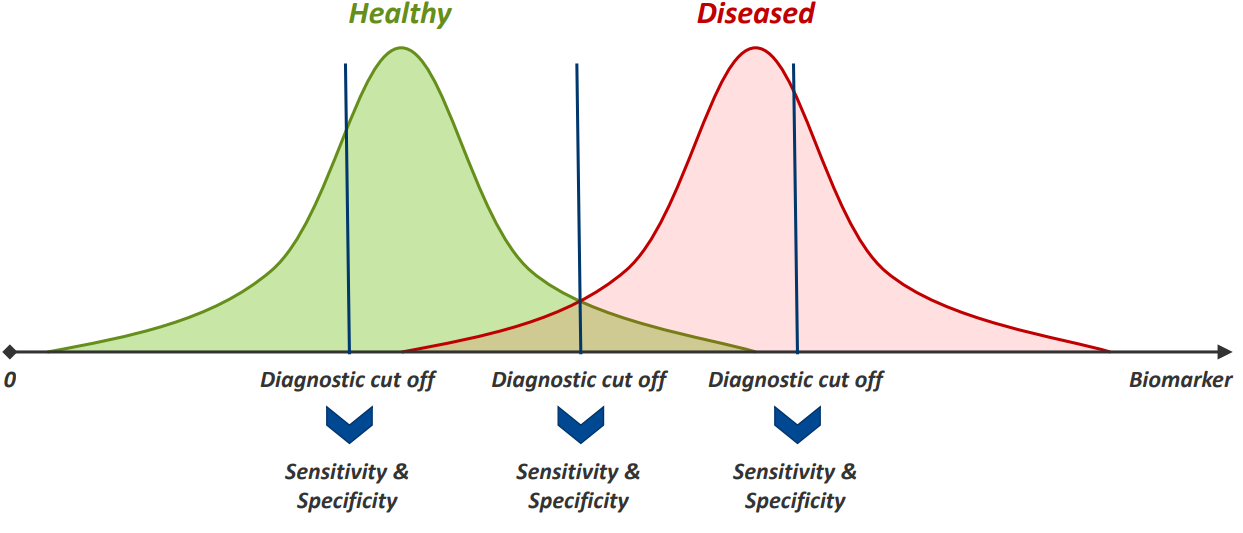 Healthy
Diseased
0
Diagnostic cut off
Diagnostic cut off
Diagnostic cut off
Biomarker
Sensitivity &
Specificity
Sensitivity &
Specificity
Sensitivity &
Specificity